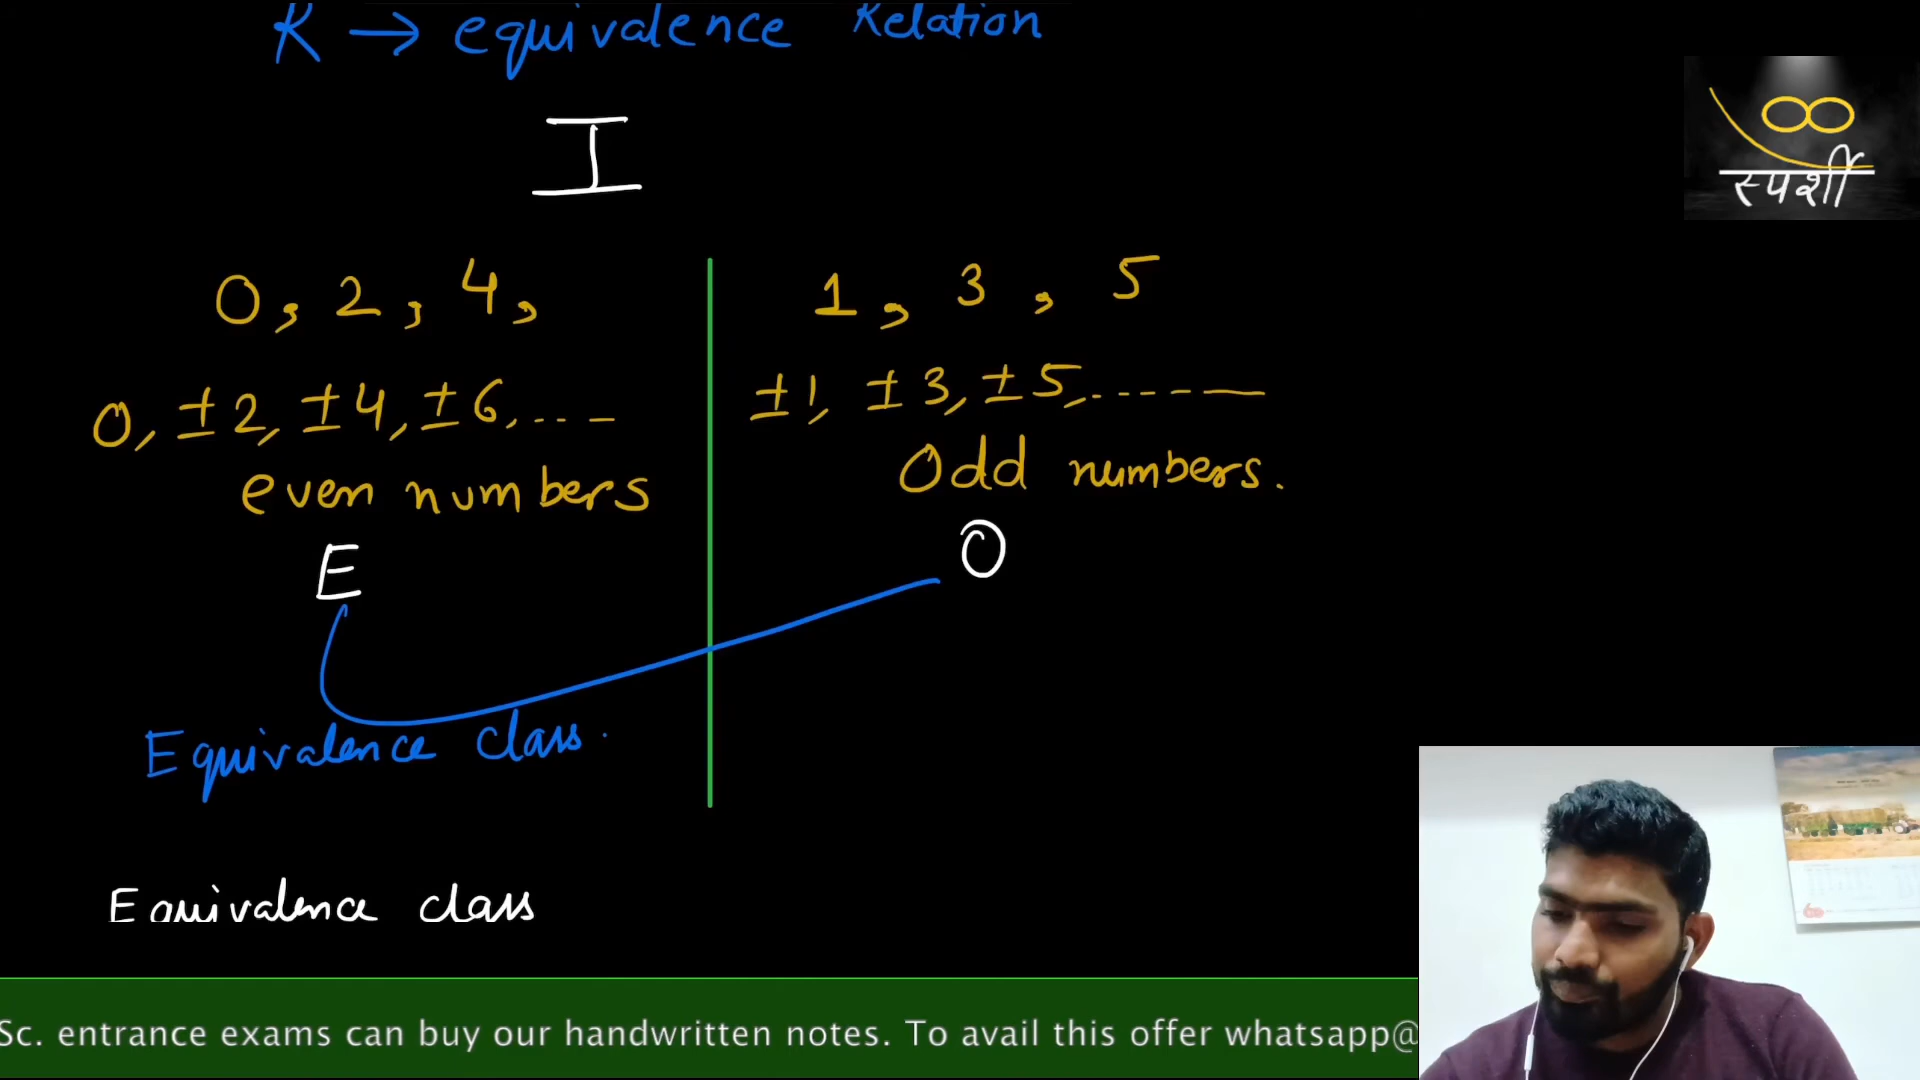 R → equivalence Relation
I
0, 2, 4,
1, 3, 5
0, ±2, ±4, ±6, ...
±1, ±3, ±5, .......
even numbers
Odd numbers.
E
O
Equivalence class.
Equivalence class
Sc. entrance exams can buy our handwritten notes. To avail this offer whatsapp@
स्पर्शी